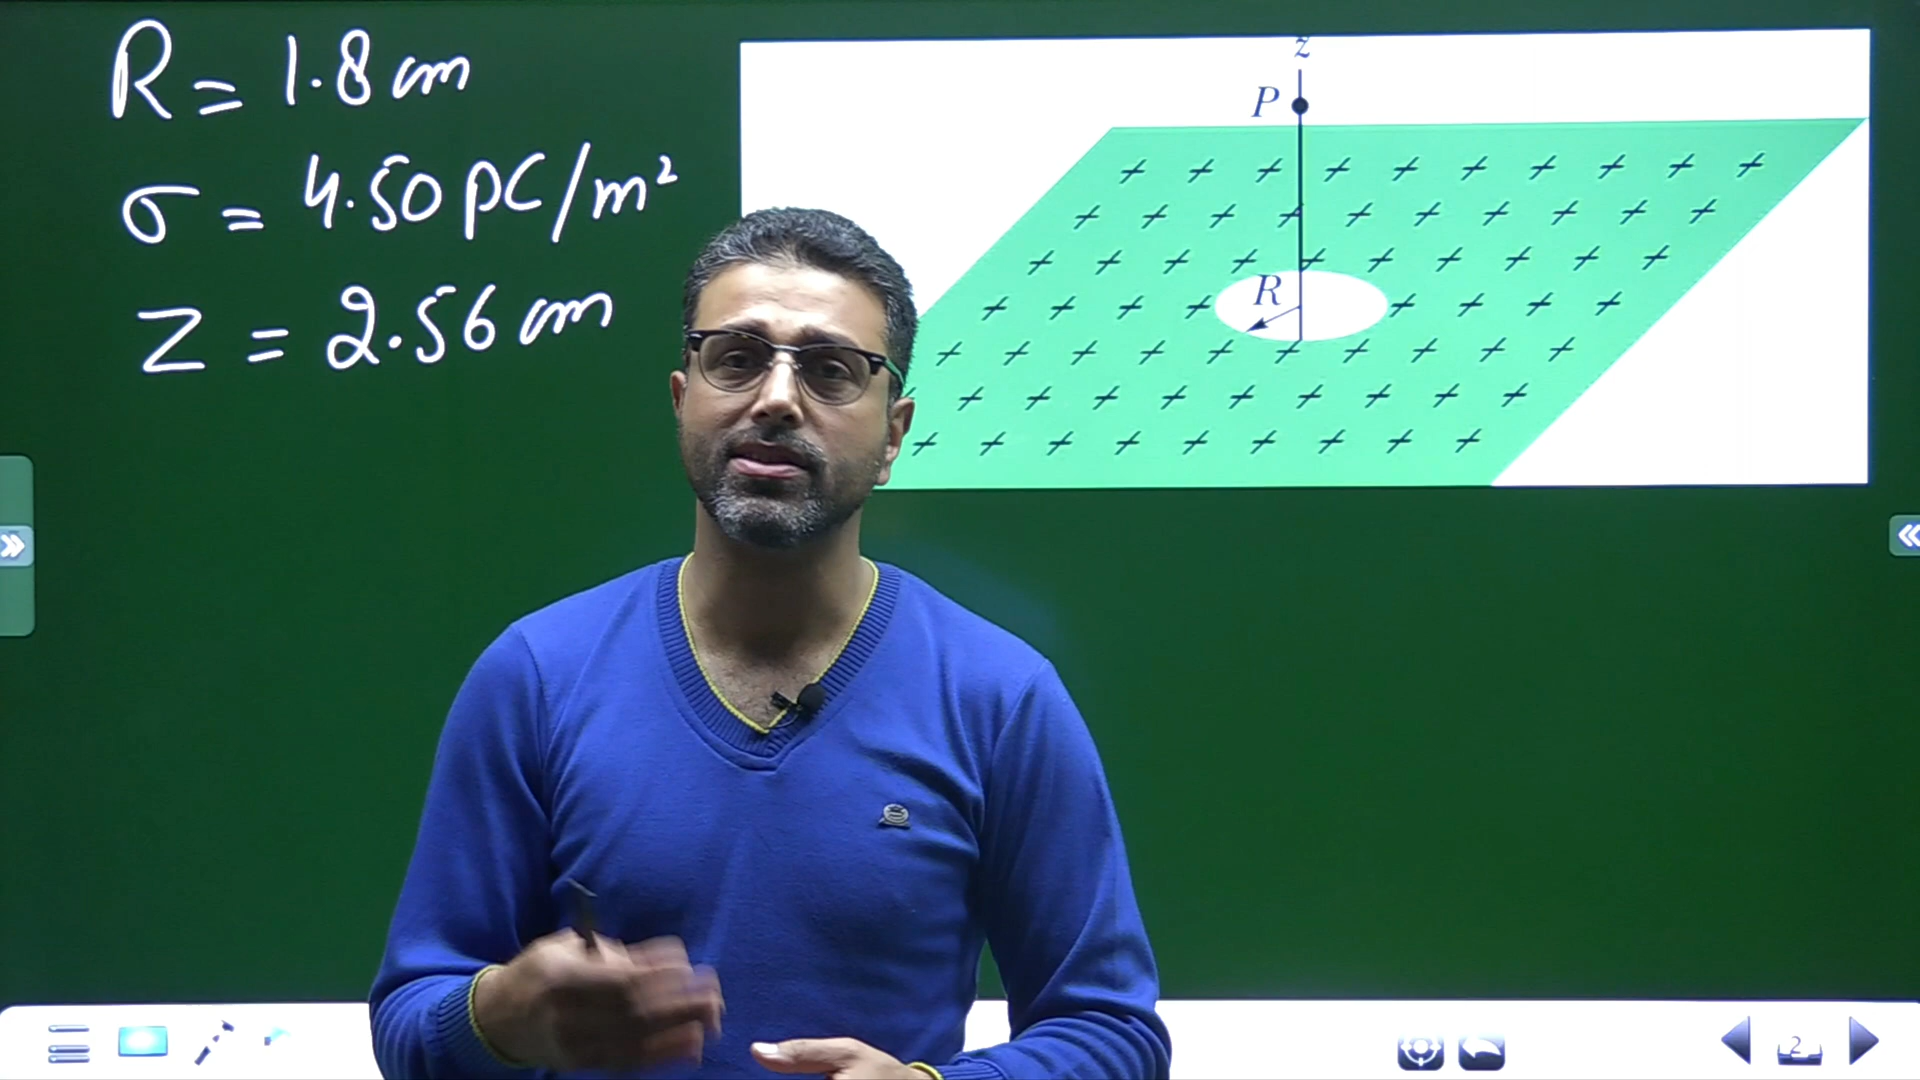 R = 1.8 cm
σ = 4.50 pC/m²
z = 2.56 cm
z
P
R
2